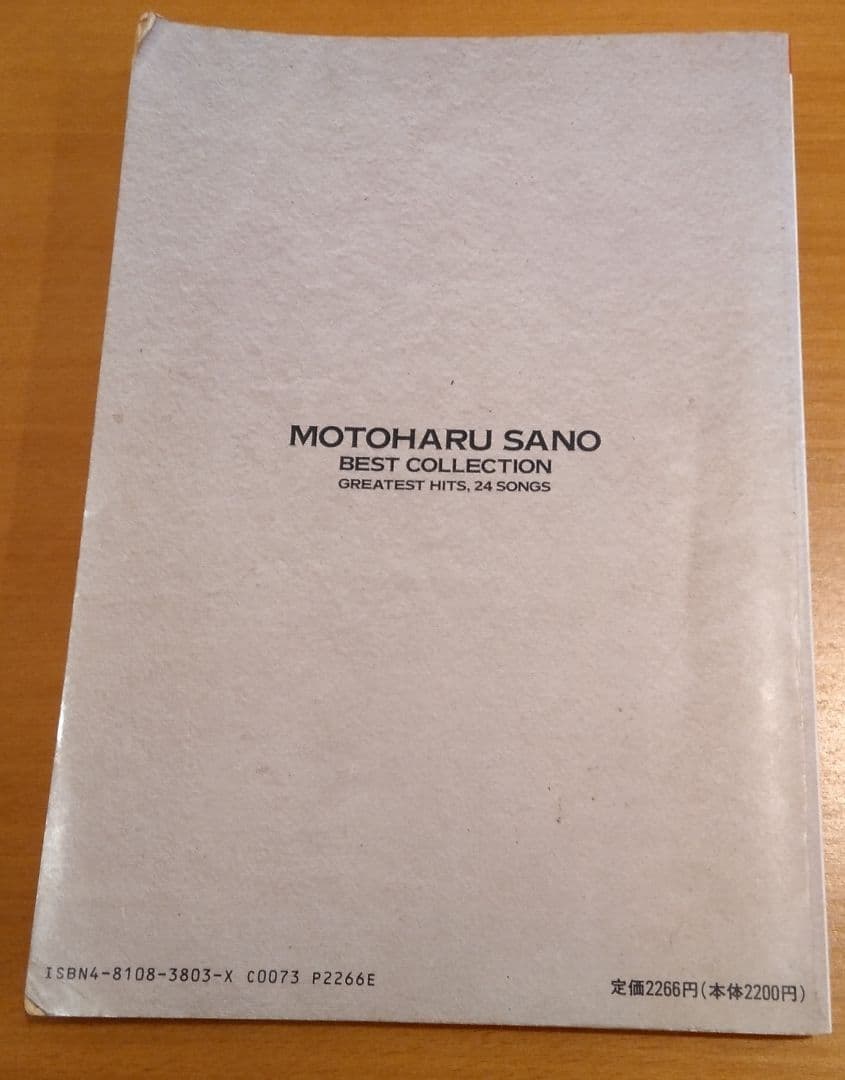 MOTOHARU SANO
BEST COLLECTION
GREATEST HITS, 24 SONGS
ISBN4-8108-3803-X C0073 P2266E
定価2266円(本体2200円)